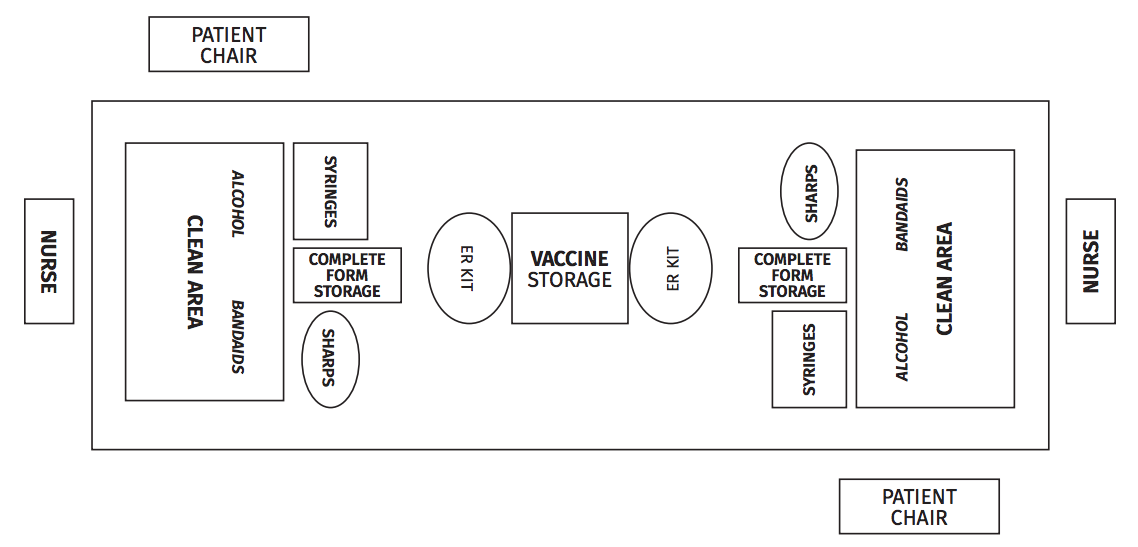 PATIENT
CHAIR
NURSE
CLEAN AREA
ALCOHOL
BANDAIDS
SYRINGES
COMPLETE
FORM
STORAGE
SHARPS
ER KIT
VACCINE
STORAGE
ER KIT
SHARPS
COMPLETE
FORM
STORAGE
SYRINGES
BANDAIDS
ALCOHOL
CLEAN AREA
NURSE
PATIENT
CHAIR